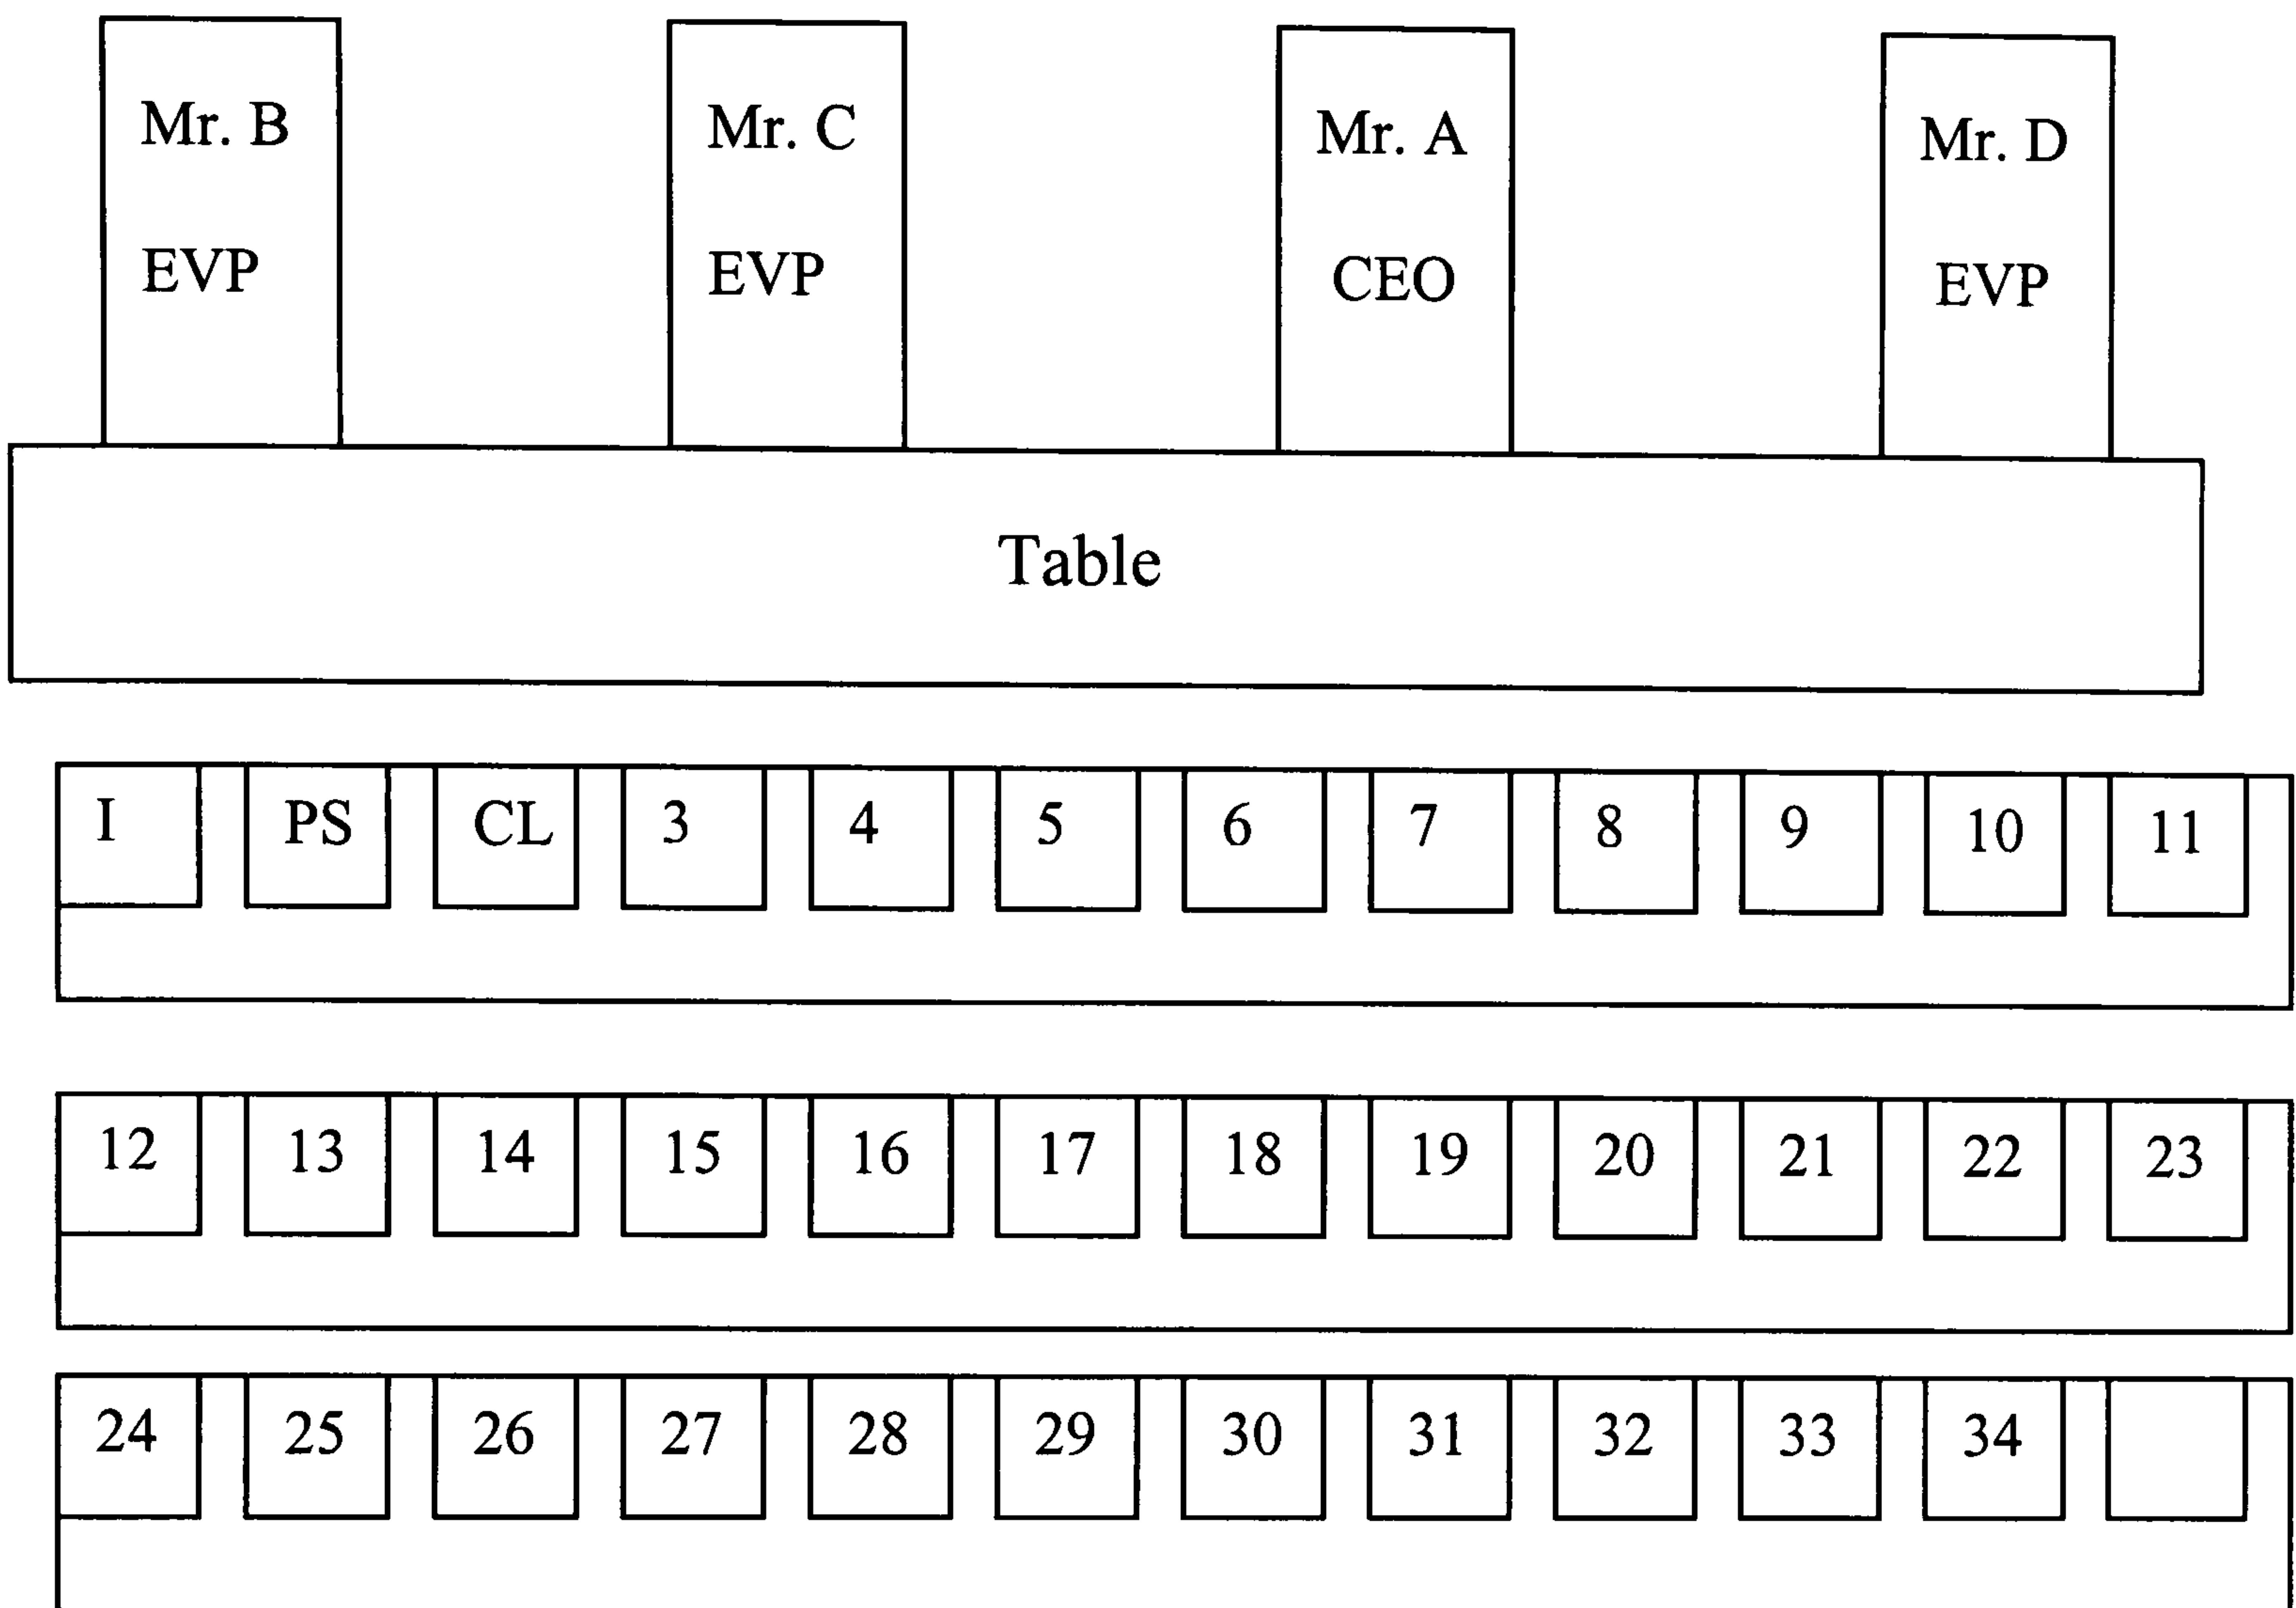 Mr. B Mr. C Mr. A Mr. D
EVP EVP CEO EVP
Table
I PS CL 3 4 5 6 7 8 9 10 11
12 13 14 15 16 17 18 19 20 21 22 23
24 25 26 27 28 29 30 31 32 33 34